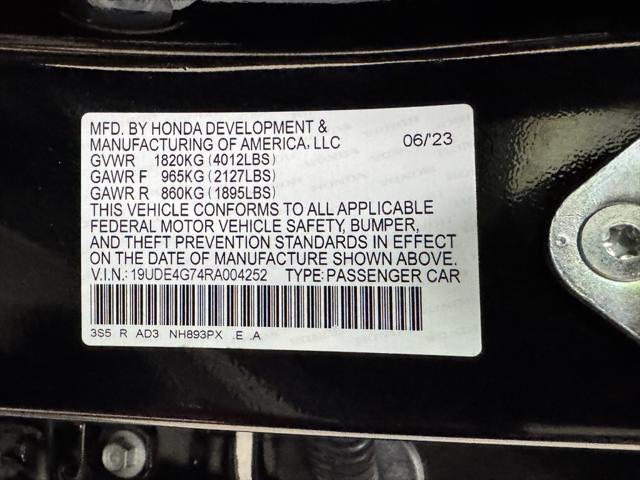 MFD. BY HONDA DEVELOPMENT &
MANUFACTURING OF AMERICA, LLC 06/'23
GVWR 1820KG (4012LBS)
GAWR F 965KG (2127LBS)
GAWR R 860KG (1895LBS)
THIS VEHICLE CONFORMS TO ALL APPLICABLE
FEDERAL MOTOR VEHICLE SAFETY, BUMPER,
AND THEFT PREVENTION STANDARDS IN EFFECT
ON THE DATE OF MANUFACTURE SHOWN ABOVE.
V.I.N.: 19UDE4G74RA004252 TYPE: PASSENGER CAR
3S5 R AD3 NH893PX .E .A